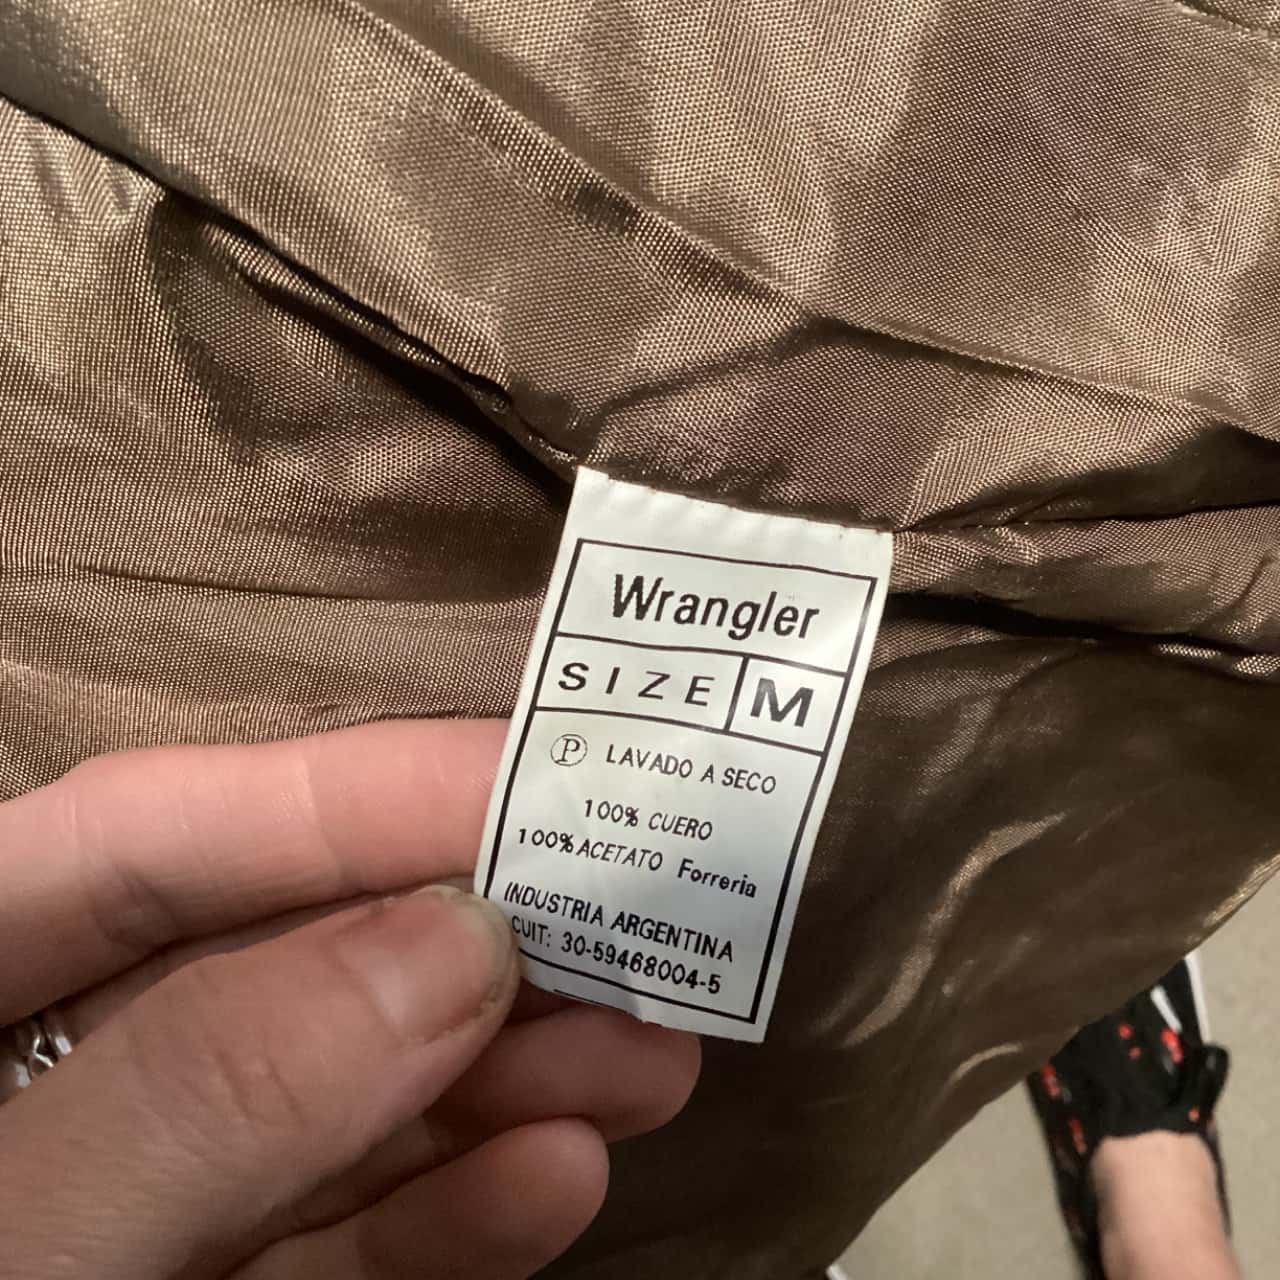 Wrangler
SIZE M
Ⓟ LAVADO A SECO
100% CUERO
100% ACETATO Forreria
INDUSTRIA ARGENTINA
CUIT: 30-59468004-5